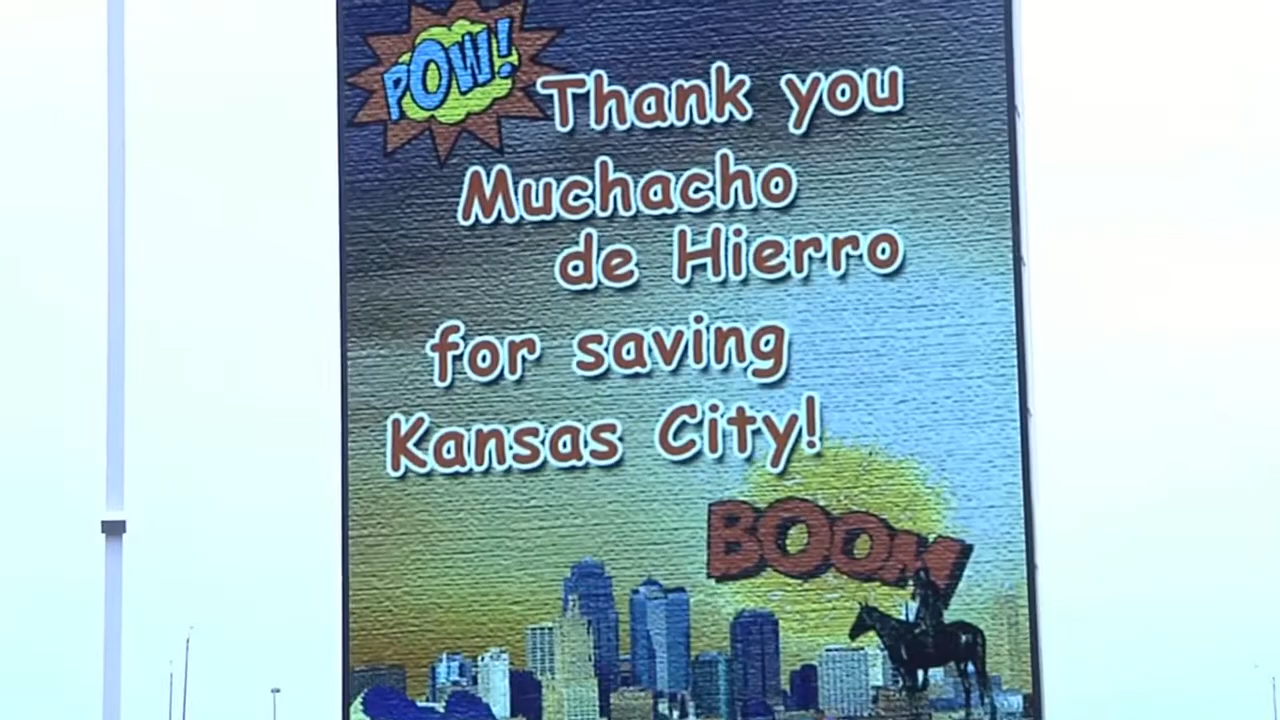 POW!
Thank you
Muchacho
de Hierro
for saving
Kansas City!
BOOM